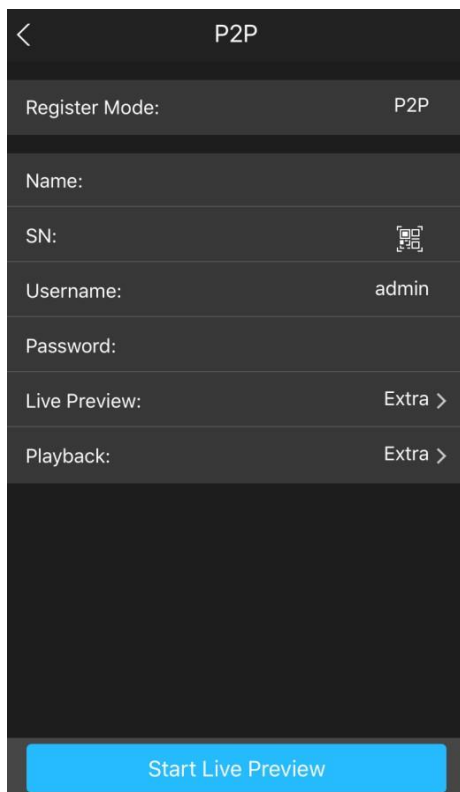 P2P
Register Mode: P2P
Name:
SN:
Username: admin
Password:
Live Preview: Extra >
Playback: Extra >
Start Live Preview